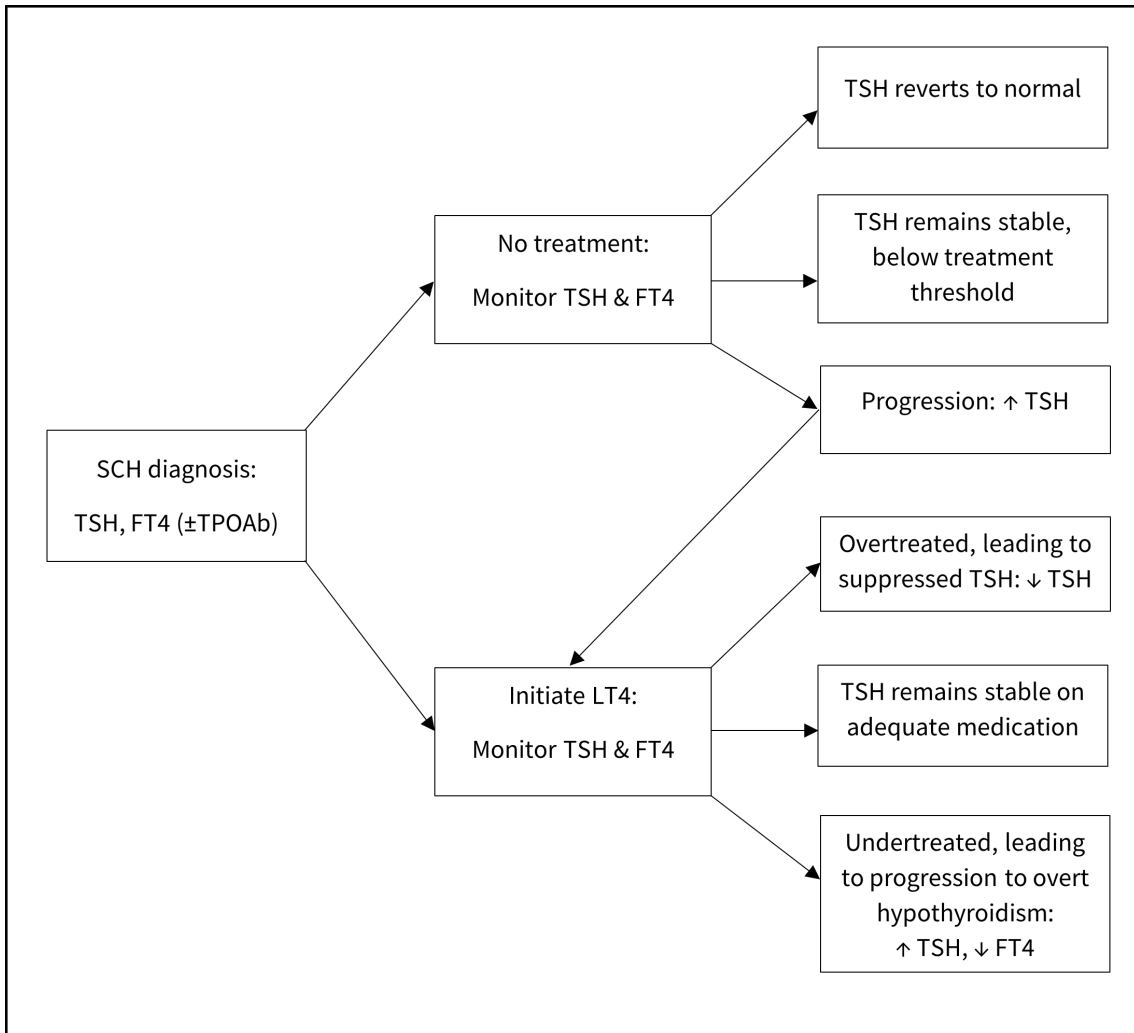 SCH diagnosis:
TSH, FT4 (±TPOAb)
No treatment:
Monitor TSH & FT4
TSH reverts to normal
TSH remains stable,
below treatment
threshold
Progression: ↑ TSH
Initiate LT4:
Monitor TSH & FT4
Overtreated, leading to
suppressed TSH: ↓ TSH
TSH remains stable on
adequate medication
Undertreated, leading
to progression to overt
hypothyroidism:
↑ TSH, ↓ FT4